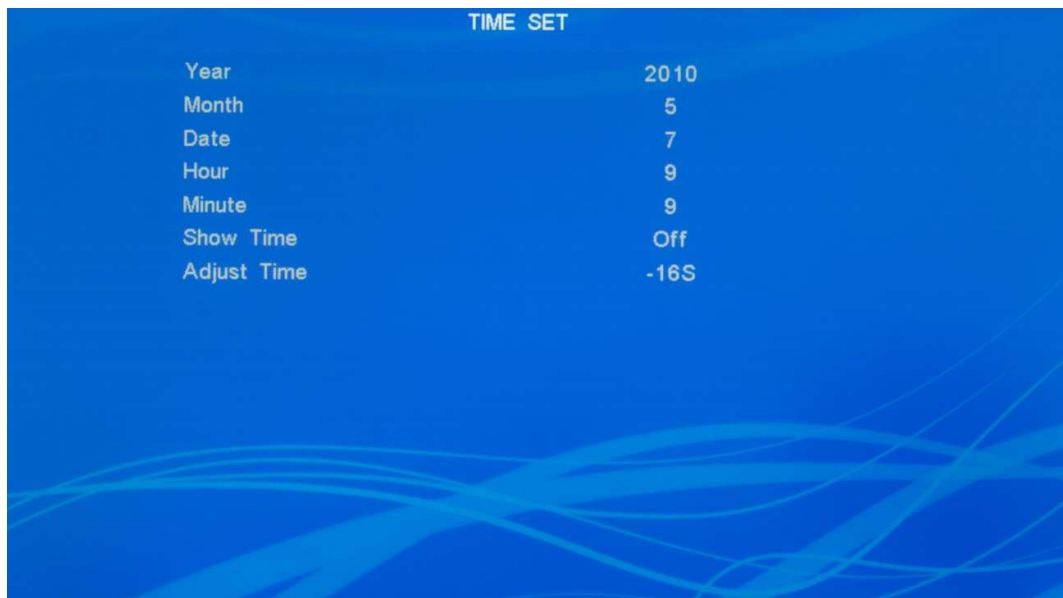 TIME SET
Year 2010
Month 5
Date 7
Hour 9
Minute 9
Show Time Off
Adjust Time -16S